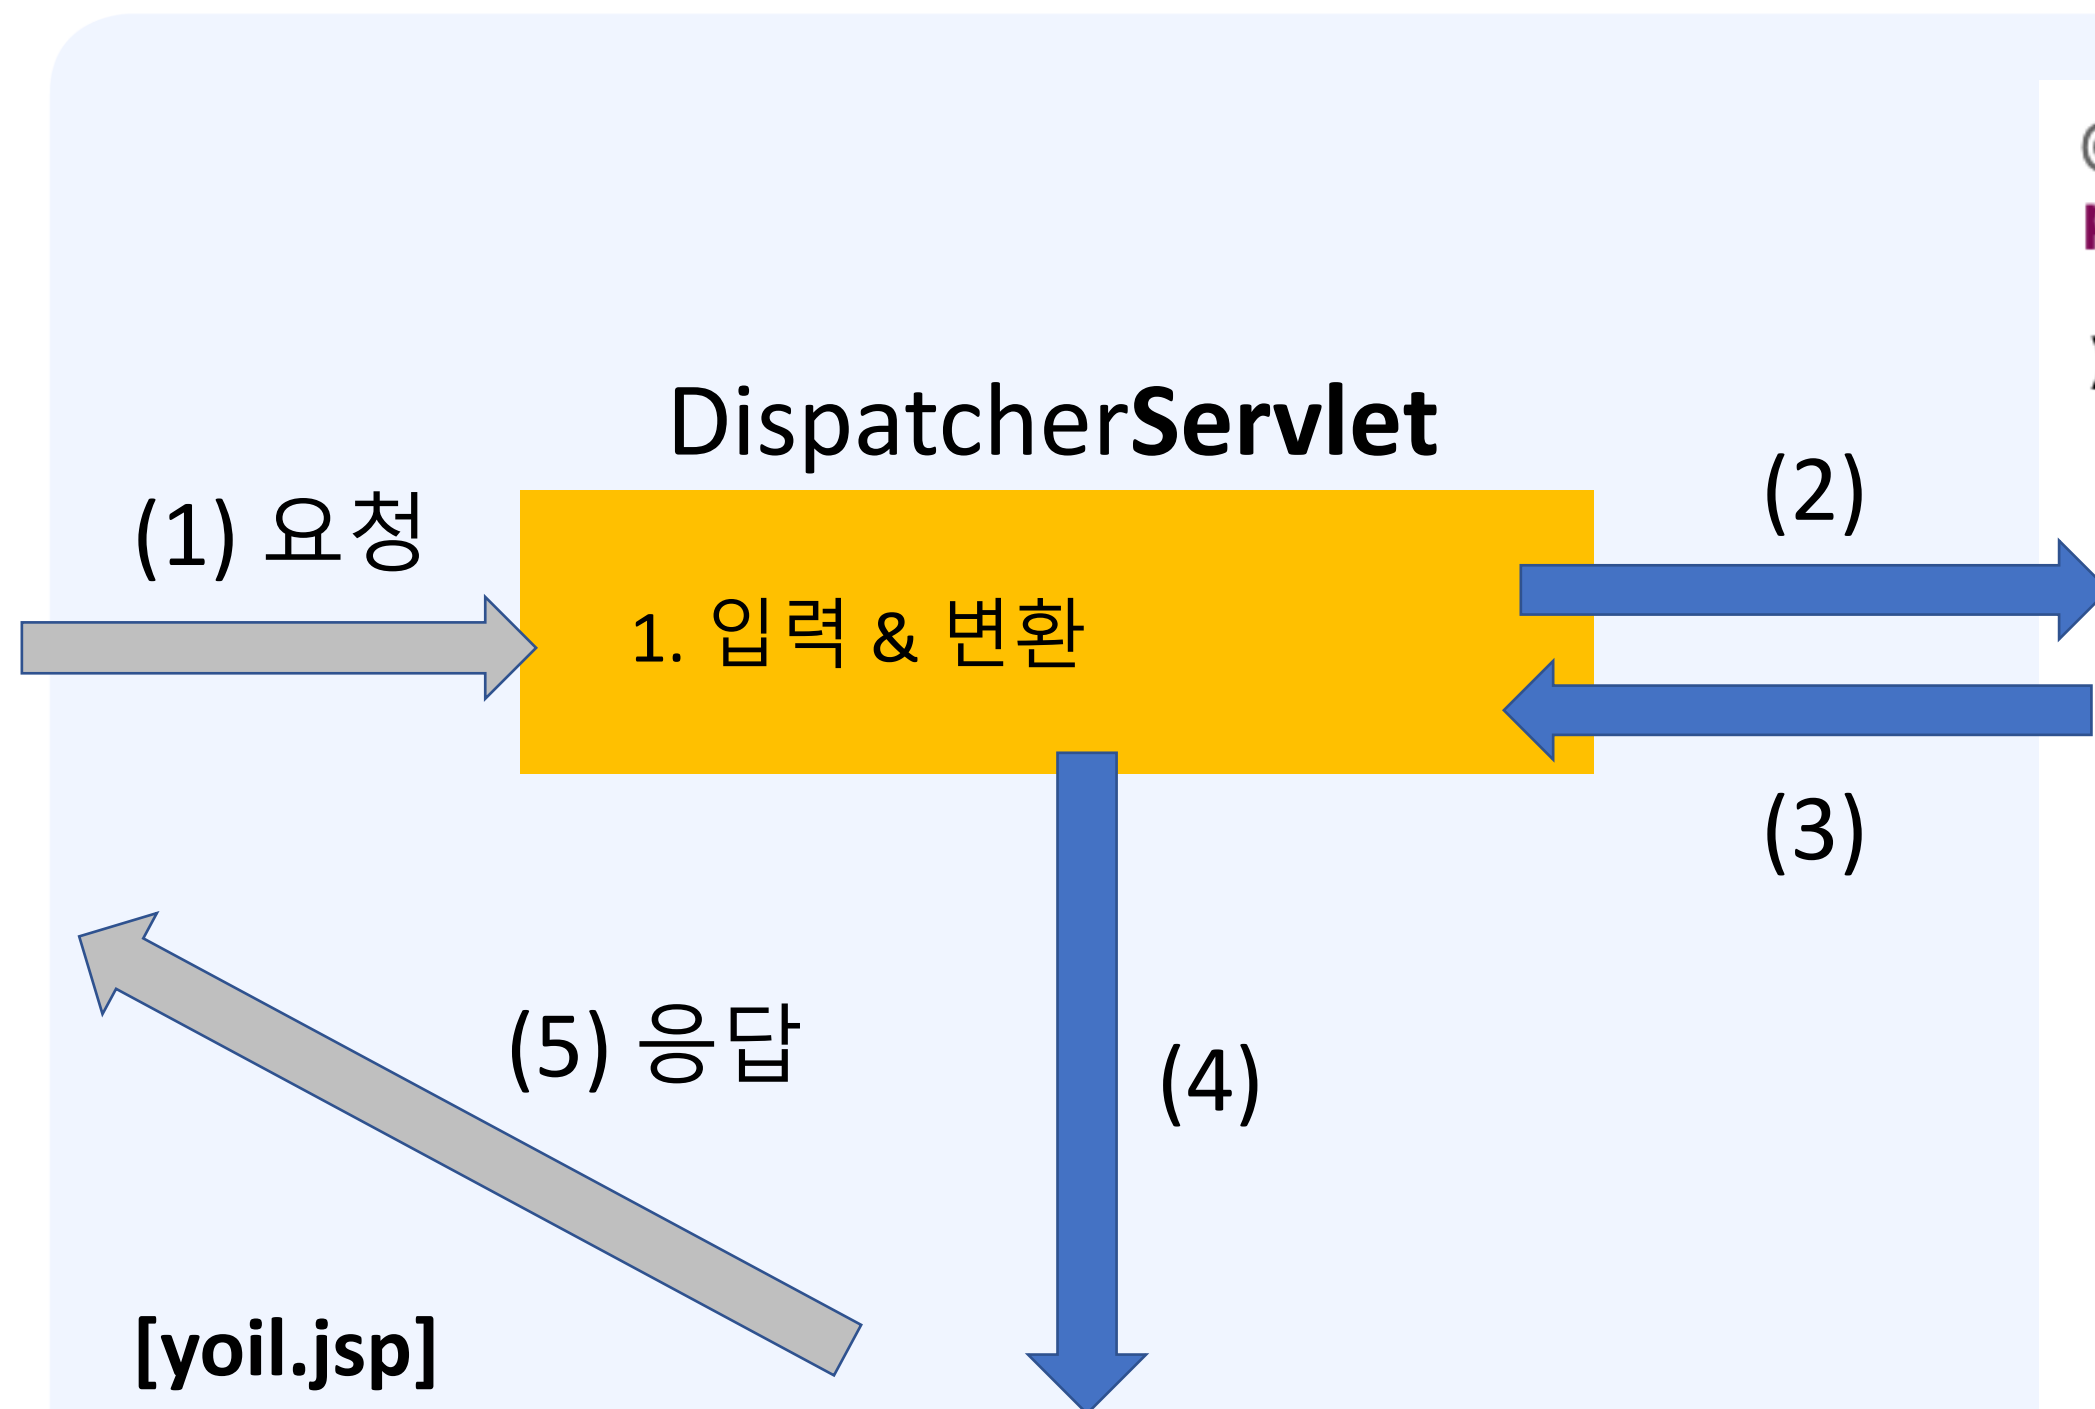 DispatcherServlet
(1) 요청
(2)
1. 입력 & 변환
(3)
(5) 응답
(4)
[yoil.jsp]